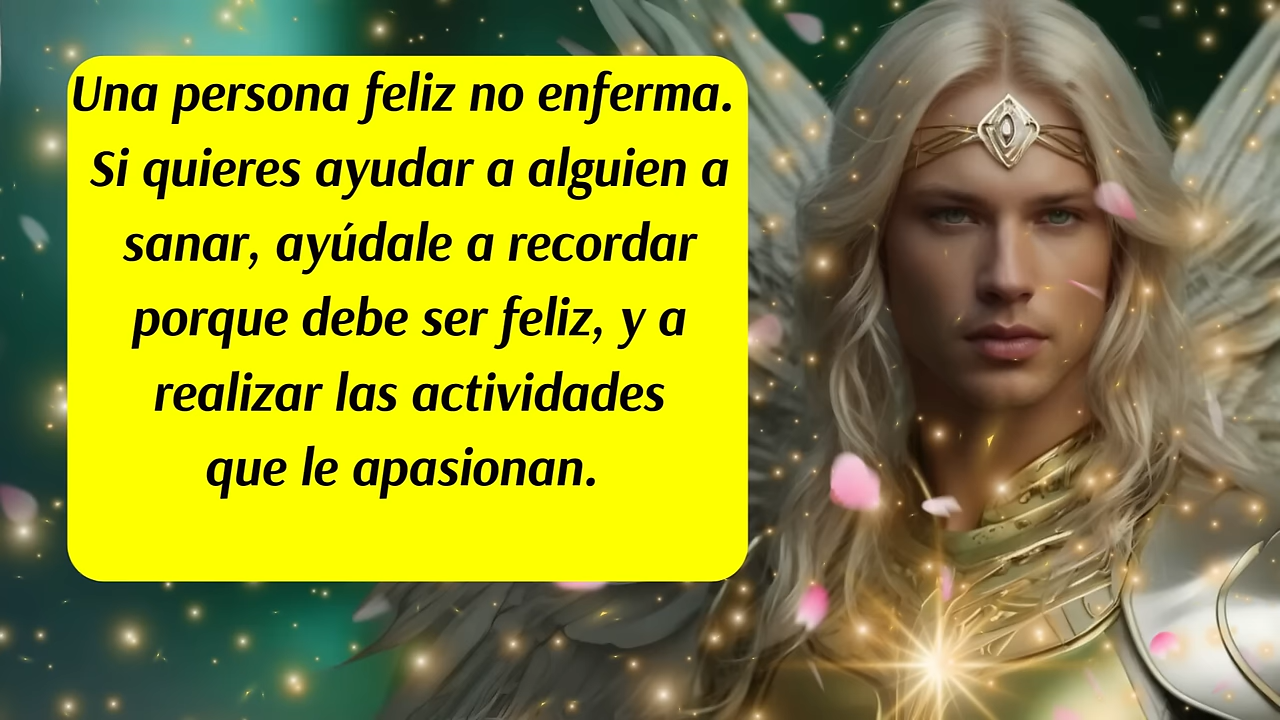 Una persona feliz no enferma.
Si quieres ayudar a alguien a
sanar, ayúdale a recordar
porque debe ser feliz, y a
realizar las actividades
que le apasionan.